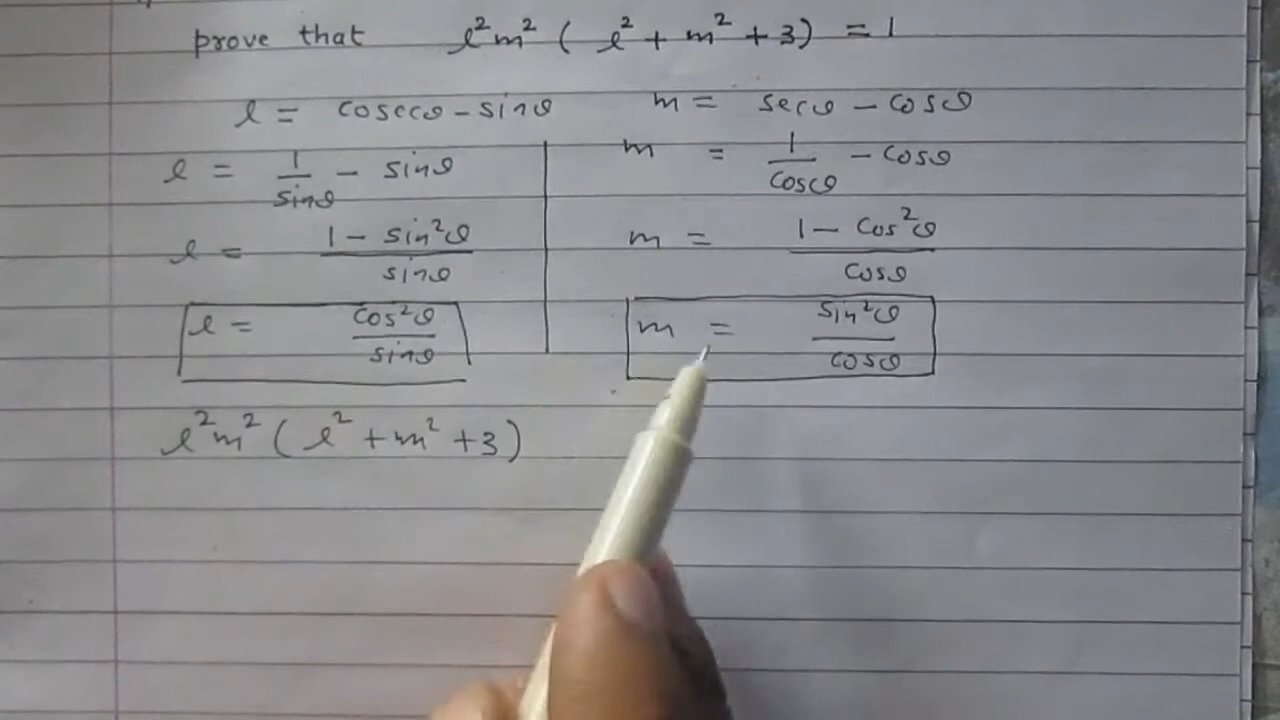 prove that l²m² ( l² + m² + 3) = 1
l = cosecθ - sinθ m = secθ - cosθ
l = 1/sinθ - sinθ m = 1/cosθ - cosθ
l = 1 - sin²θ/sinθ m = 1 - cos²θ/cosθ
l = cos²θ/sinθ m = sin²θ/cosθ
l²m² ( l² + m² + 3)